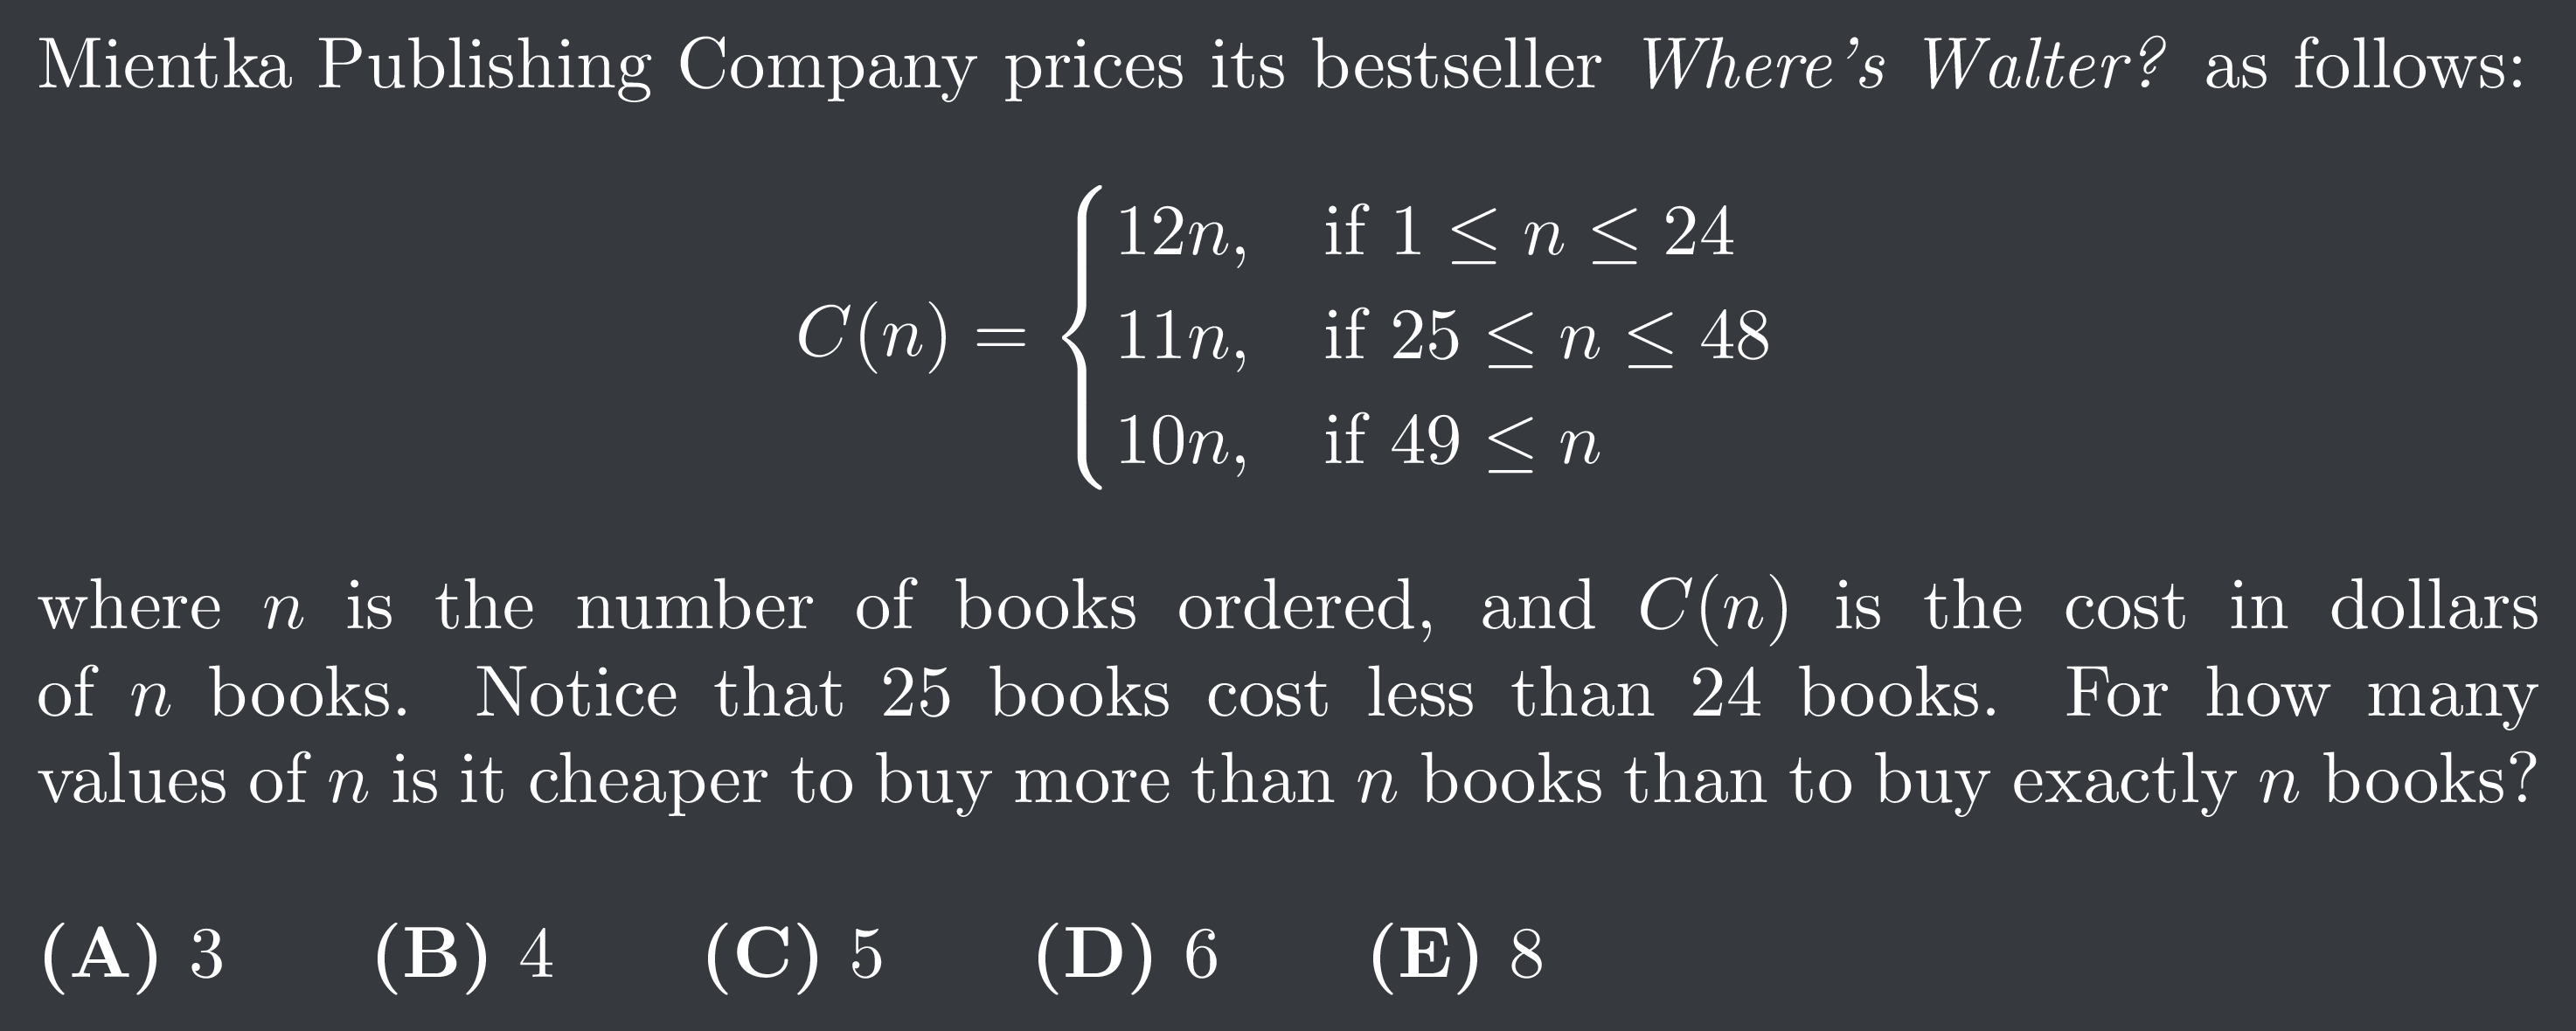 Mientka Publishing Company prices its bestseller Where's Walter? as follows:
12n, if 1 ≤ n ≤ 24
C(n) = { 11n, if 25 ≤ n ≤ 48
10n, if 49 ≤ n
where n is the number of books ordered, and C(n) is the cost in dollars
of n books. Notice that 25 books cost less than 24 books. For how many
values of n is it cheaper to buy more than n books than to buy exactly n books?
(A) 3 (B) 4 (C) 5 (D) 6 (E) 8